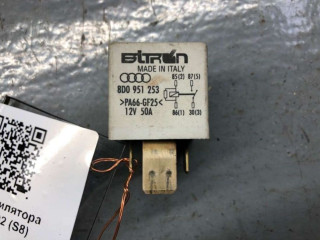 BITRON
MADE IN ITALY
8D0 951 253
>PA66-GF25<
12V 50A
85(2) 87(5)
86(1) 30(3)
илятора
2 (S8)